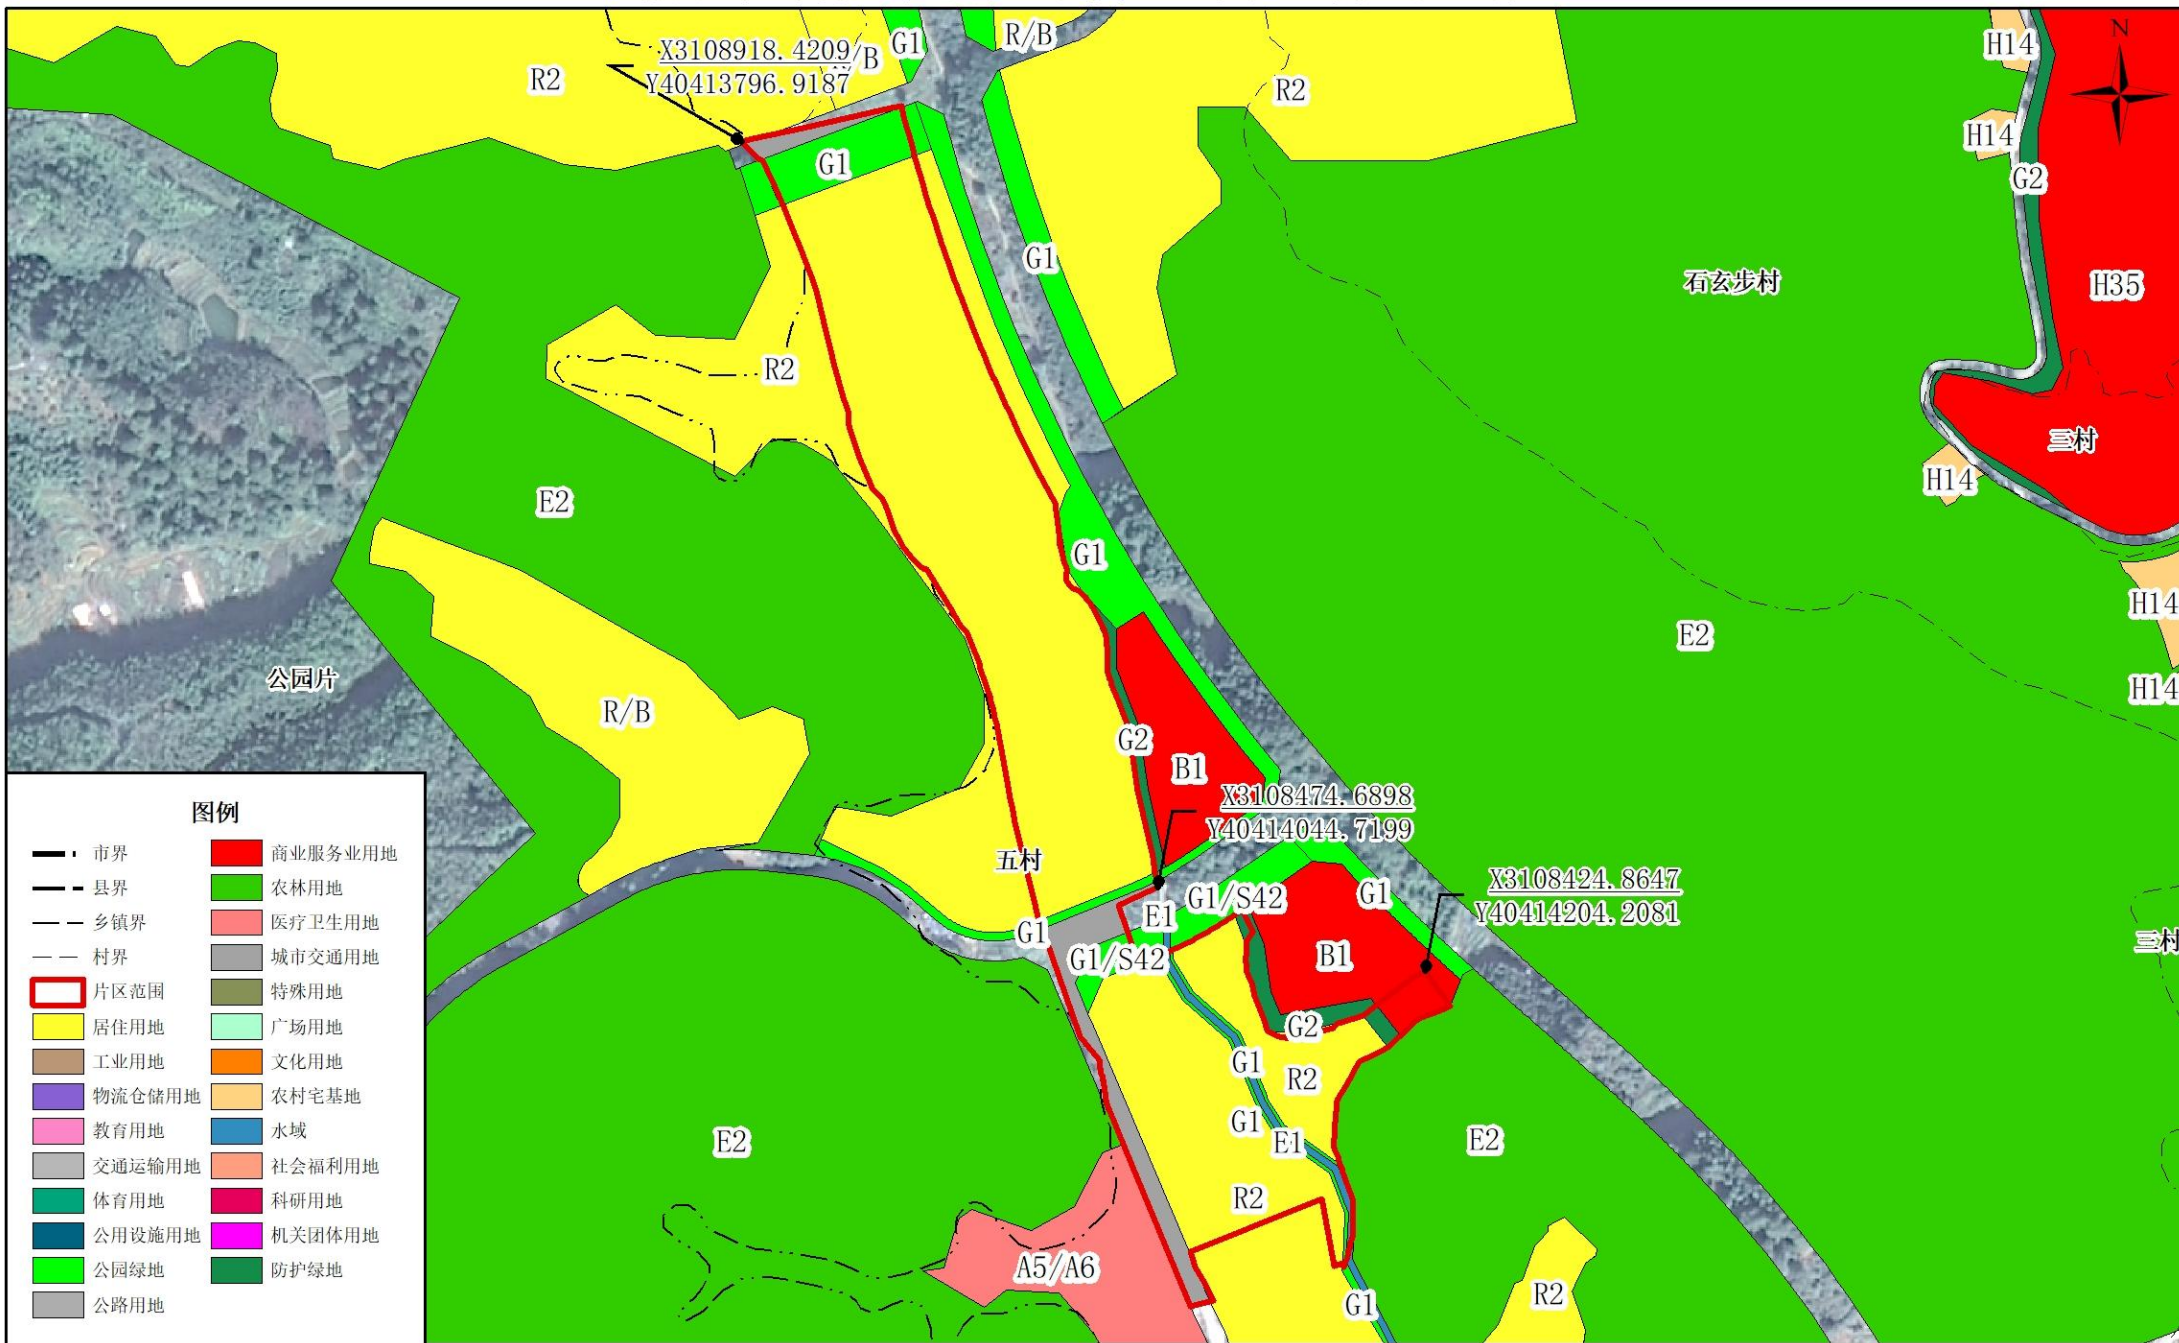 X3108918.4209
/B
G1
R/B
H14
N
R2
Y40413796.9187
R2
H14
G1
G2
G1
石玄步村
H35
R2
三村
H14
E2
G1
H14
E2
公园片
H14
R/B
G2
B1
X3108474.6898
Y40414044.7199
五村
X3108424.8647
Y40414204.2081
G1/S42
G1
E1
G1
G1/S42
B1
三村
G2
G1
R2
G1
E1
E2
E2
R2
A5/A6
R2
G1
图例
市界
商业服务业用地
县界
农林用地
乡镇界
医疗卫生用地
村界
城市交通用地
片区范围
特殊用地
居住用地
广场用地
工业用地
文化用地
物流仓储用地
农村宅基地
教育用地
水域
交通运输用地
社会福利用地
体育用地
科研用地
公用设施用地
机关团体用地
公园绿地
防护绿地
公路用地